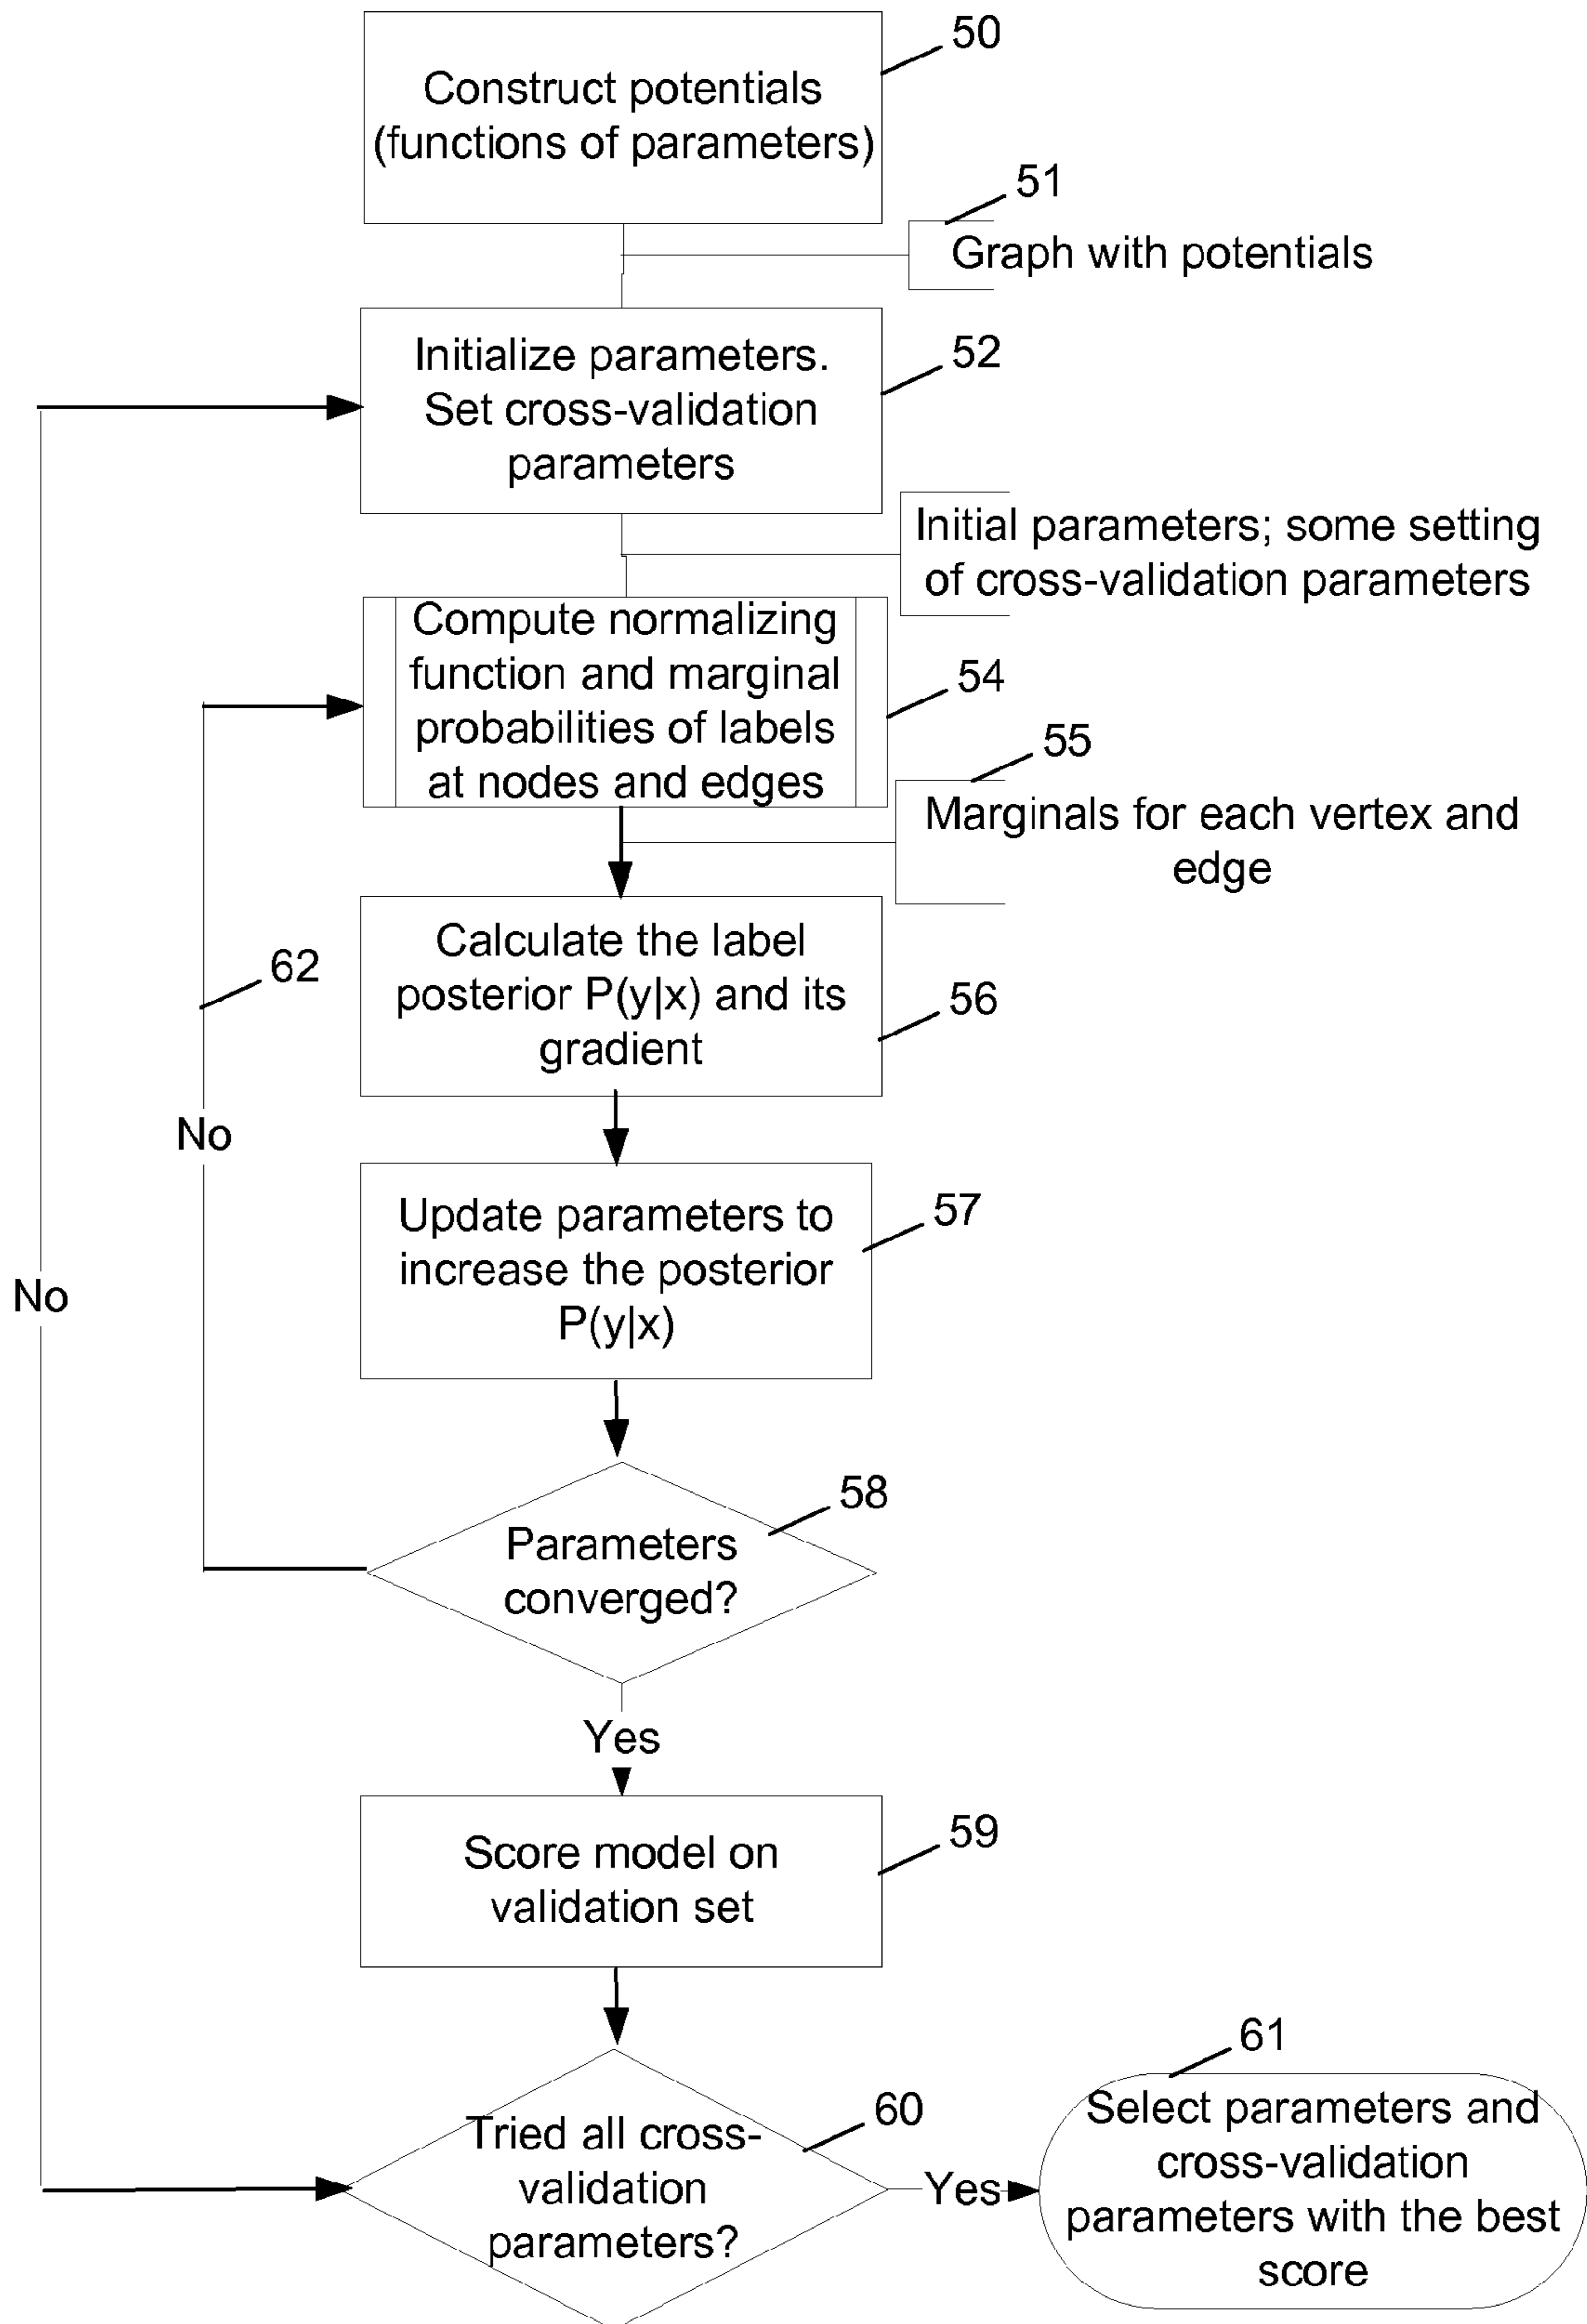 50
Construct potentials
(functions of parameters)
51
Graph with potentials
52
Initialize parameters.
Set cross-validation
parameters
Initial parameters; some setting
of cross-validation parameters
Compute normalizing
function and marginal
probabilities of labels
at nodes and edges
54
55
Marginals for each vertex and
edge
Calculate the label
posterior P(y|x) and its
gradient
56
62
No
Update parameters to
increase the posterior
P(y|x)
57
No
58
Parameters
converged?
Yes
Score model on
validation set
59
60
Tried all cross-
validation
parameters?
Yes
61
Select parameters and
cross-validation
parameters with the best
score